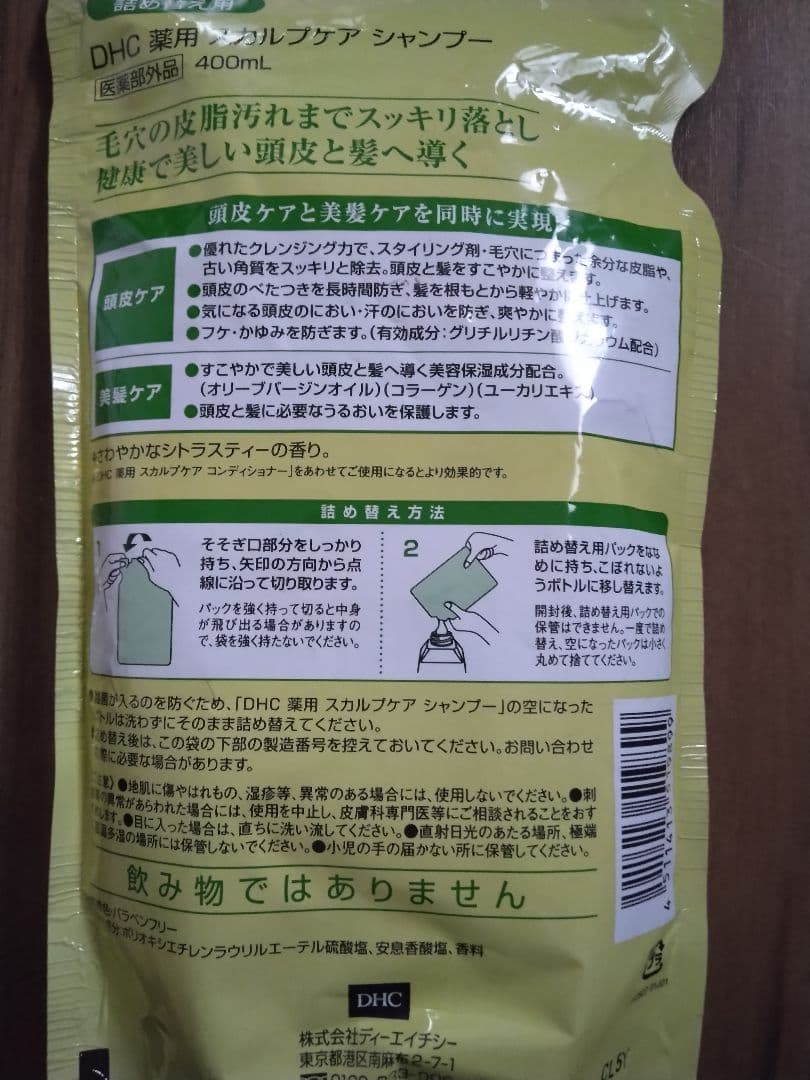 詰め替え用
DHC 薬用 スカルプケア シャンプー
医薬部外品 400mL
毛穴の皮脂汚れまでスッキリ落とし
健康で美しい頭皮と髪へ導く
頭皮ケアと美髪ケアを同時に実現
頭皮ケア
●優れたクレンジング力で、スタイリング剤・毛穴につまった余分な皮脂や、
古い角質をスッキリと除去。頭皮と髪をすこやかに整えます。
●頭皮のべたつきを長時間防ぎ、髪を根もとから軽やかに仕上げます。
●気になる頭皮のにおい・汗のにおいを防ぎ、爽やかに整えます。
●フケ・かゆみを防ぎます。(有効成分:グリチルリチン酸 カリウム配合)
美髪ケア
●すこやかで美しい頭皮と髪へ導く美容保湿成分配合。
(オリーブバージンオイル)(コラーゲン)(ユーカリエキス)
●頭皮と髪に必要なうるおいを保護します。
さわやかなシトラスティーの香り。
「DHC 薬用 スカルプケア コンディショナー」をあわせてご使用になるとより効果的です。
詰め替え方法
1
そそぎ口部分をしっかり
持ち、矢印の方向から点
線に沿って切り取ります。
パックを強く持って切ると中身
が飛び出る場合がありますの
で、袋を強く持たないでください。
2
詰め替え用パックをなな
めに持ち、こぼれないよ
うボトルに移し替えます。
開封後、詰め替え用パックでの
保管はできません。一度で詰め
替え、空になったパックは小さく
丸めて捨ててください。
菌が入るのを防ぐため、「DHC 薬用 スカルプケア シャンプー」の空になった
トルは洗わずにそのまま詰め替えてください。
め替え後は、この袋の下部の製造番号を控えておいてください。お問い合わせ
際に必要な場合があります。
●地肌に傷やはれもの、湿疹等、異常のある場合には、使用しないでください。●刺
の異常があらわれた場合には、使用を中止し、皮膚科専門医等にご相談されることをおす
します。●目に入った場合は、直ちに洗い流してください。●直射日光のあたる場所、極端
温多湿の場所には保管しないでください。●小児の手の届かない所に保管してください。
飲み物ではありません
パラベンフリー
ポリオキシエチレンラウリルエーテル硫酸塩、安息香酸塩、香料
プラ
DHC
株式会社ディーエイチシー
東京都港区南麻布2-7-1
CL5Y